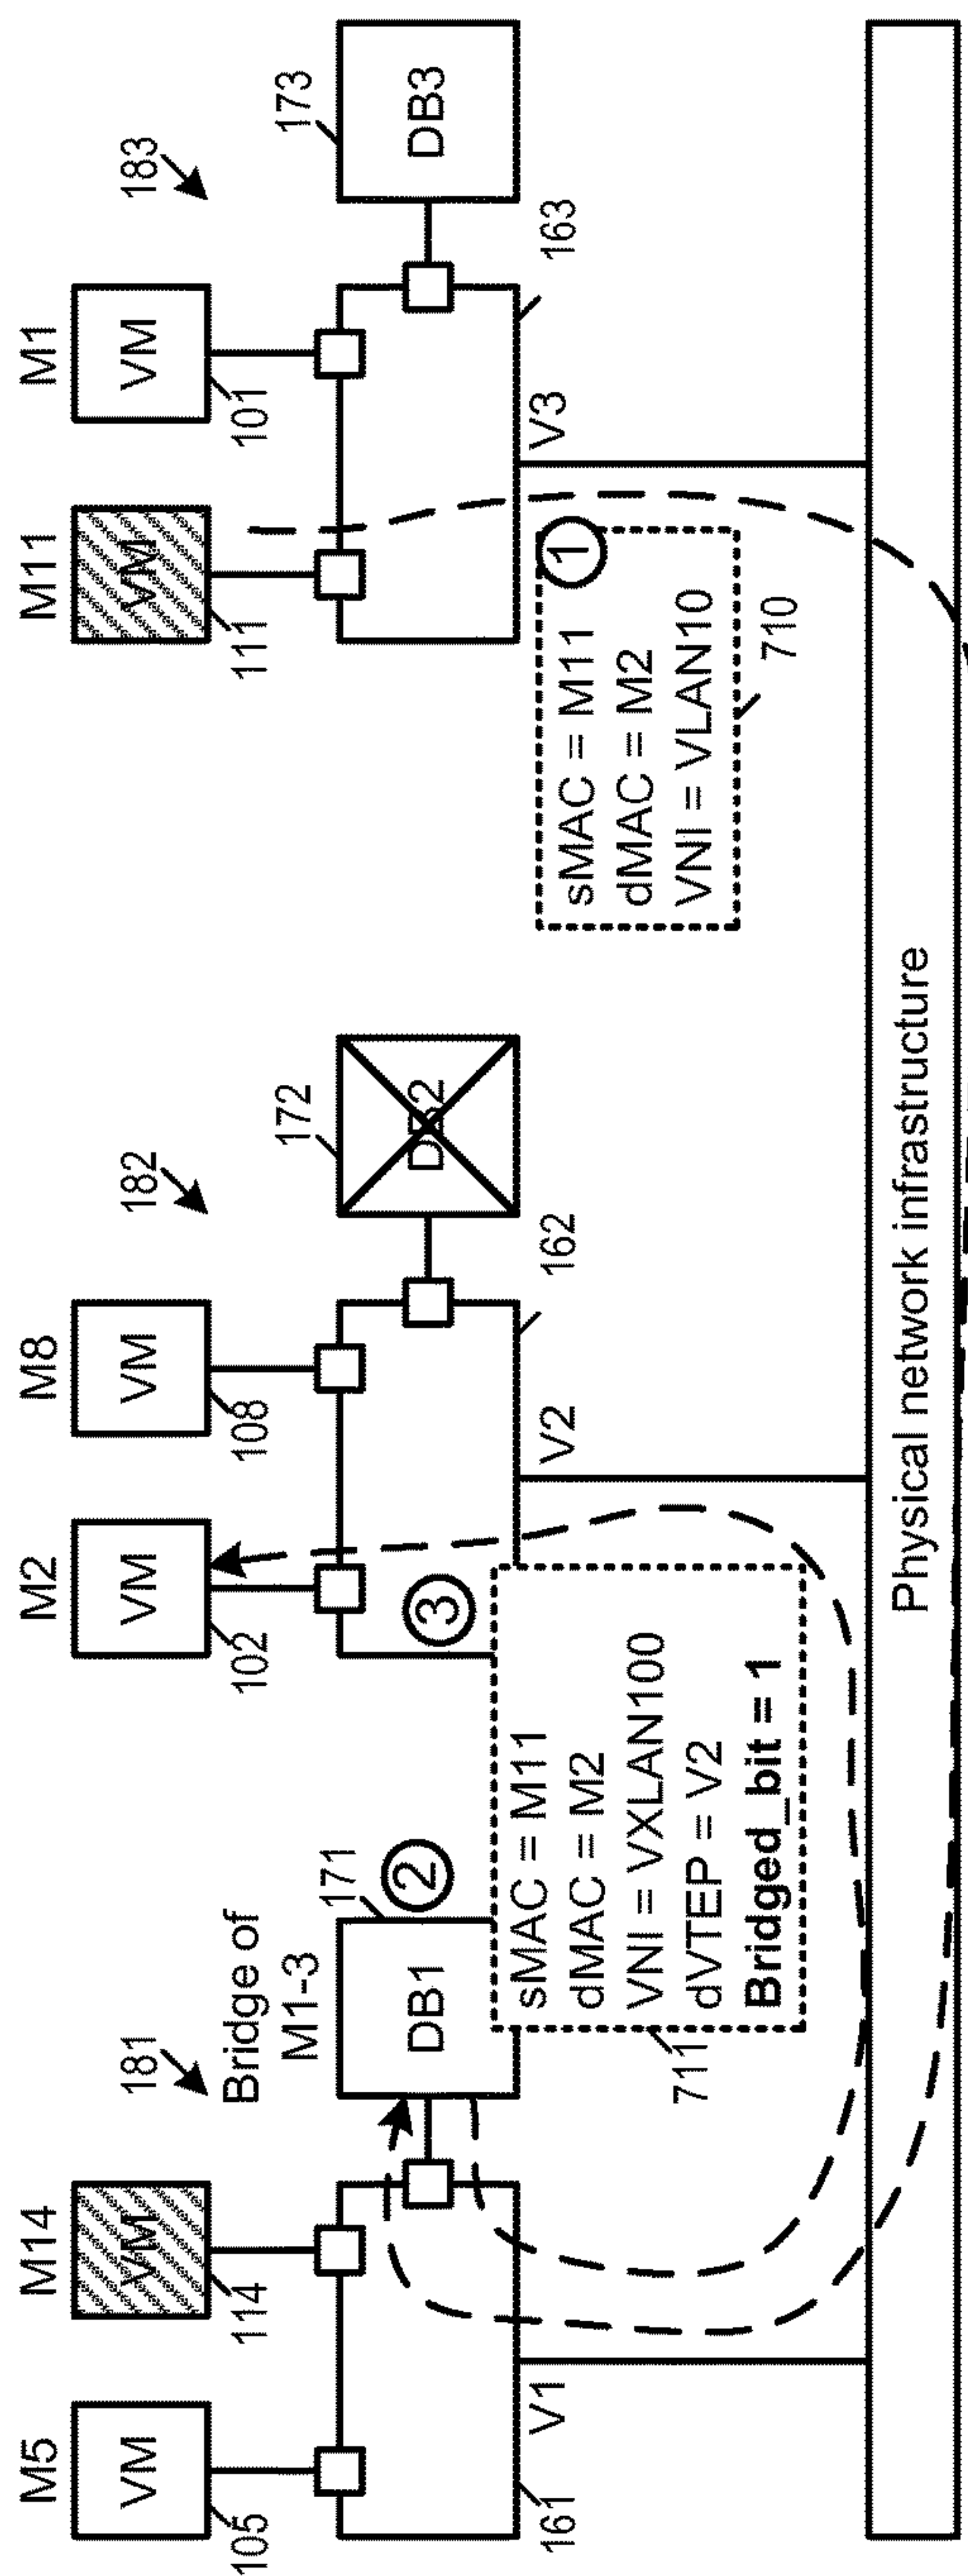 M5
M14
M2
M8
M11
M1
VM
VM
VM
VM
VM
VM
105
114
102
108
111
101
181
182
183
Bridge of
M1-3
171
172
173
DB1
DB2
DB3
2
3
161
V1
162
V2
163
V3
1
sMAC = M11
dMAC = M2
VNI = VXLAN100
dVTEP = V2
Bridged_bit = 1
711
sMAC = M11
dMAC = M2
VNI = VLAN10
710
Physical network infrastructure